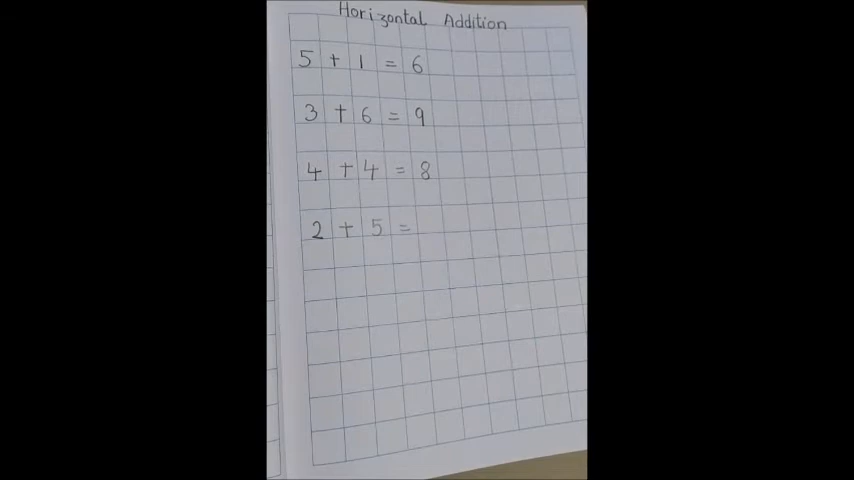 Horizontal Addition
5 + 1 = 6
3 + 6 = 9
4 + 4 = 8
2 + 5 =